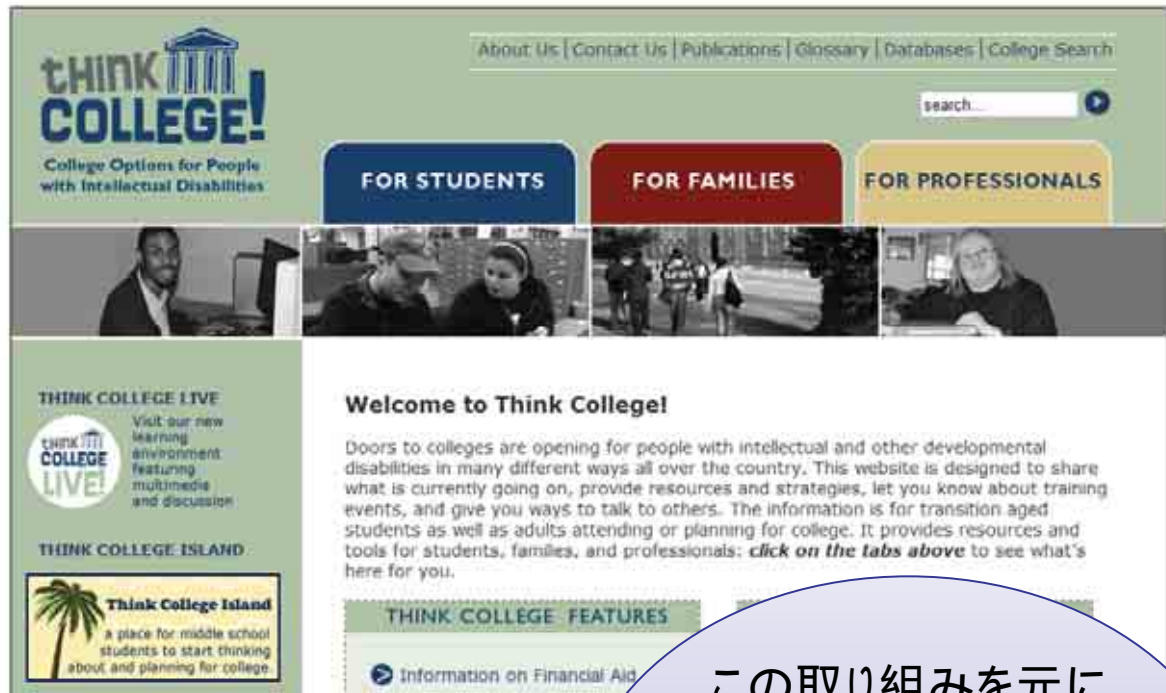 About Us | Contact Us | Publications | Glossary | Databases | College Search
tHINK
COLLEGE!
College Options for People
with Intellectual Disabilities
search...
FOR STUDENTS
FOR FAMILIES
FOR PROFESSIONALS
THINK COLLEGE LIVE
tHINK
COLLEGE
LIVE!
Visit our new
learning
environment
featuring
multimedia
and discussion
THINK COLLEGE ISLAND
Think College Island
a place for middle school
students to start thinking
about and planning for college.
Welcome to Think College!
Doors to colleges are opening for people with intellectual and other developmental
disabilities in many different ways all over the country. This website is designed to share
what is currently going on, provide resources and strategies, let you know about training
events, and give you ways to talk to others. The information is for transition aged
students as well as adults attending or planning for college. It provides resources and
tools for students, families, and professionals: click on the tabs above to see what's
here for you.
THINK COLLEGE FEATURES
Information on Financial Aid
この取り組みを元に